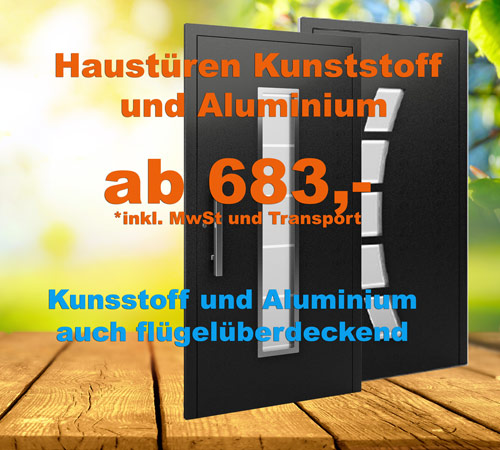 Haustüren Kunststoff
und Aluminium
ab 683,-
*inkl. MwSt und Transport
Kunsstoff und Aluminium
auch flügelüberdeckend